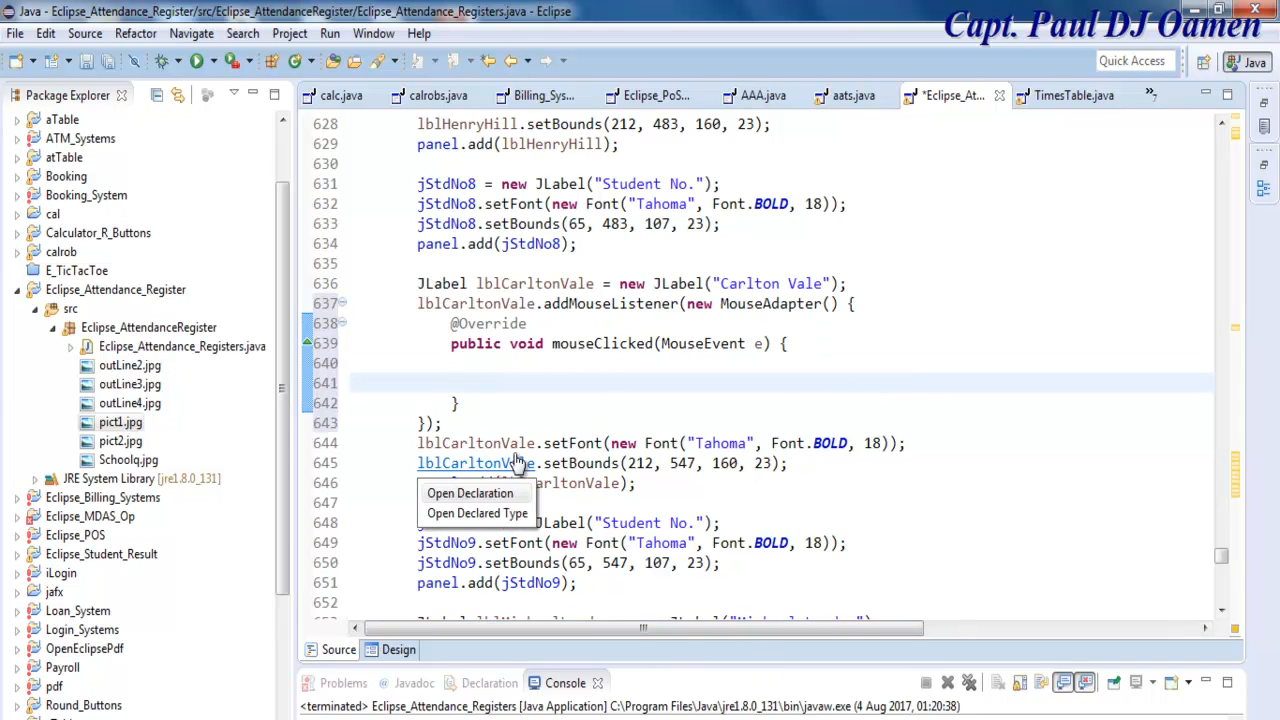 Java - Eclipse_Attendance_Register/src/Eclipse_AttendanceRegister/Eclipse_Attendance_Registers.java - Eclipse
Capt. Paul DJ Oamen
File Edit Source Refactor Navigate Search Project Run Window Help
Quick Access
Java
Package Explorer
calc.java
calrobs.java
Billing_Sy...
Eclipse_PoS...
AAA.java
aats.java
*Eclipse_At...
TimesTable.java
»7
aTable
ATM_Systems
atTable
Booking
Booking_System
cal
Calculator_R_Buttons
calrob
E_TicTacToe
Eclipse_Attendance_Register
src
Eclipse_AttendanceRegister
Eclipse_Attendance_Registers.java
outLine2.jpg
outLine3.jpg
outLine4.jpg
pict1.jpg
pict2.jpg
Schoolq.jpg
JRE System Library [jre1.8.0_131]
Eclipse_Billing_Systems
Eclipse_MDAS_Op
Eclipse_POS
Eclipse_Student_Result
iLogin
jafx
Loan_System
Login_Systems
OpenEclipsePdf
Payroll
pdf
Round_Buttons
628 lblHenryHill.setBounds(212, 483, 160, 23);
629 panel.add(lblHenryHill);
630
631 jStdNo8 = new JLabel("Student No.");
632 jStdNo8.setFont(new Font("Tahoma", Font.BOLD, 18));
633 jStdNo8.setBounds(65, 483, 107, 23);
634 panel.add(jStdNo8);
635
636 JLabel lblCarltonVale = new JLabel("Carlton Vale");
637 lblCarltonVale.addMouseListener(new MouseAdapter() {
638 @Override
639 public void mouseClicked(MouseEvent e) {
640
641
642 }
643 });
644 lblCarltonVale.setFont(new Font("Tahoma", Font.BOLD, 18));
645 lblCarltonVale.setBounds(212, 547, 160, 23);
646 arltonVale);
Open Declaration
647
Open Declared Type
648 JLabel("Student No.");
649 jStdNo9.setFont(new Font("Tahoma", Font.BOLD, 18));
650 jStdNo9.setBounds(65, 547, 107, 23);
651 panel.add(jStdNo9);
652
Source Design
Problems Javadoc Declaration Console
<terminated> Eclipse_Attendance_Registers [Java Application] C:\Program Files\Java\jre1.8.0_131\bin\javaw.exe (4 Aug 2017, 01:20:38)